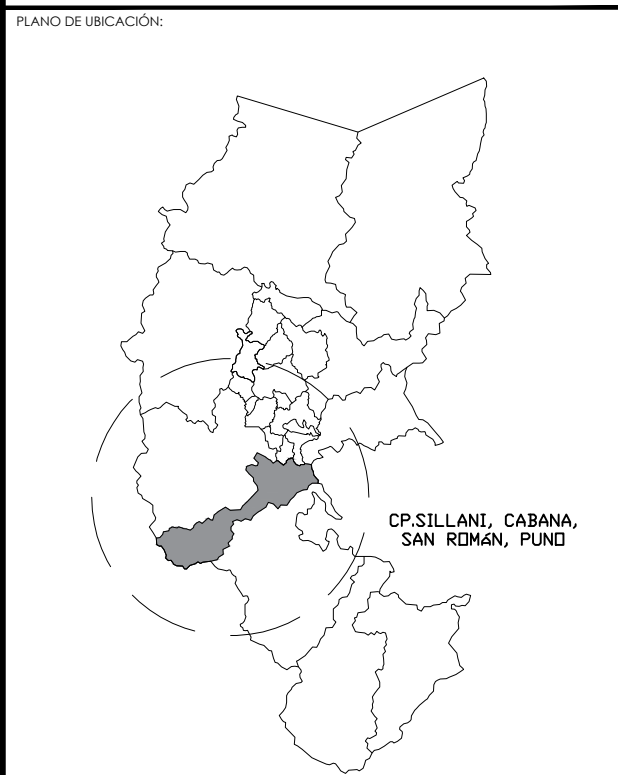 PLANO DE UBICACIÓN:
CP.SILLANI, CABANA,
SAN ROMáN, PUNO